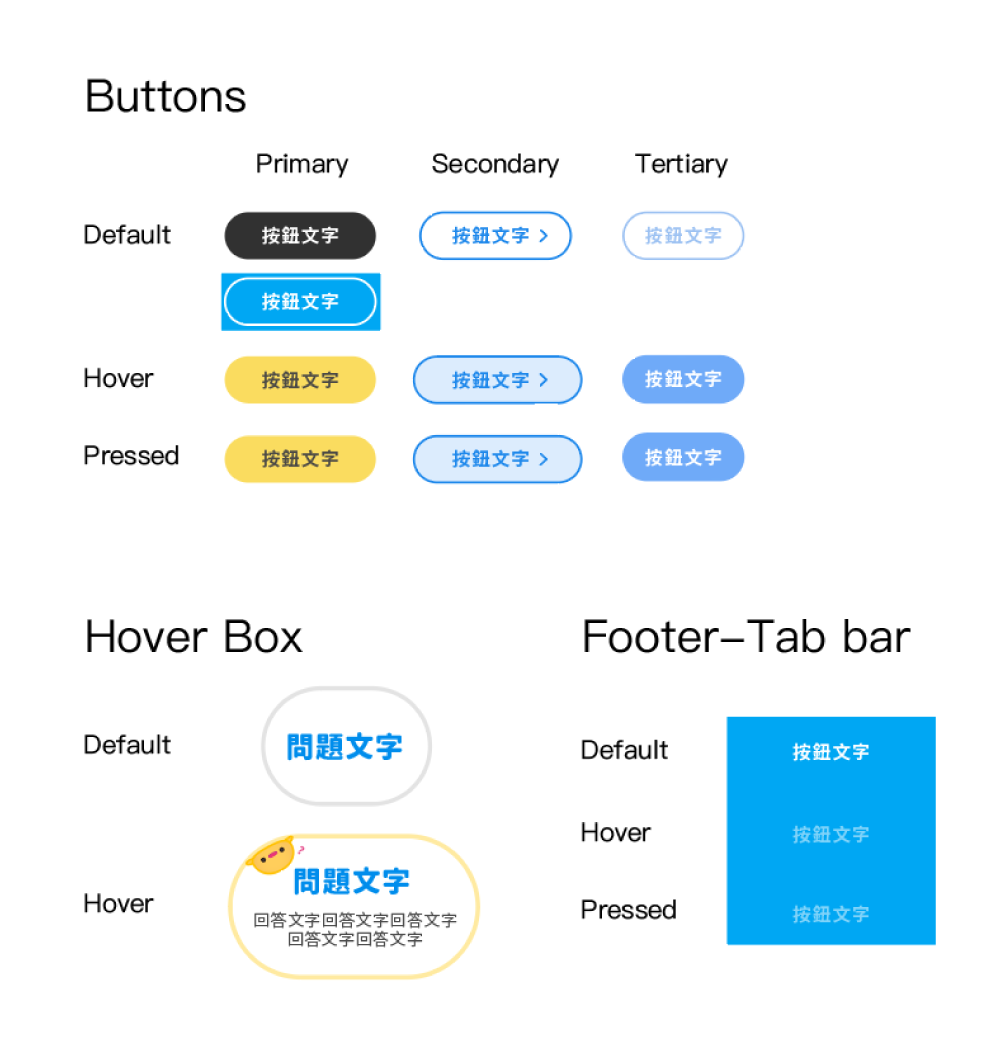 Buttons
Primary Secondary Tertiary
Default 按鈕文字 按鈕文字 > 按鈕文字
按鈕文字
Hover 按鈕文字 按鈕文字 > 按鈕文字
Pressed 按鈕文字 按鈕文字 > 按鈕文字
Hover Box
Default 問題文字
Hover ? 問題文字
回答文字回答文字回答文字
回答文字回答文字
Footer–Tab bar
Default 按鈕文字
Hover 按鈕文字
Pressed 按鈕文字